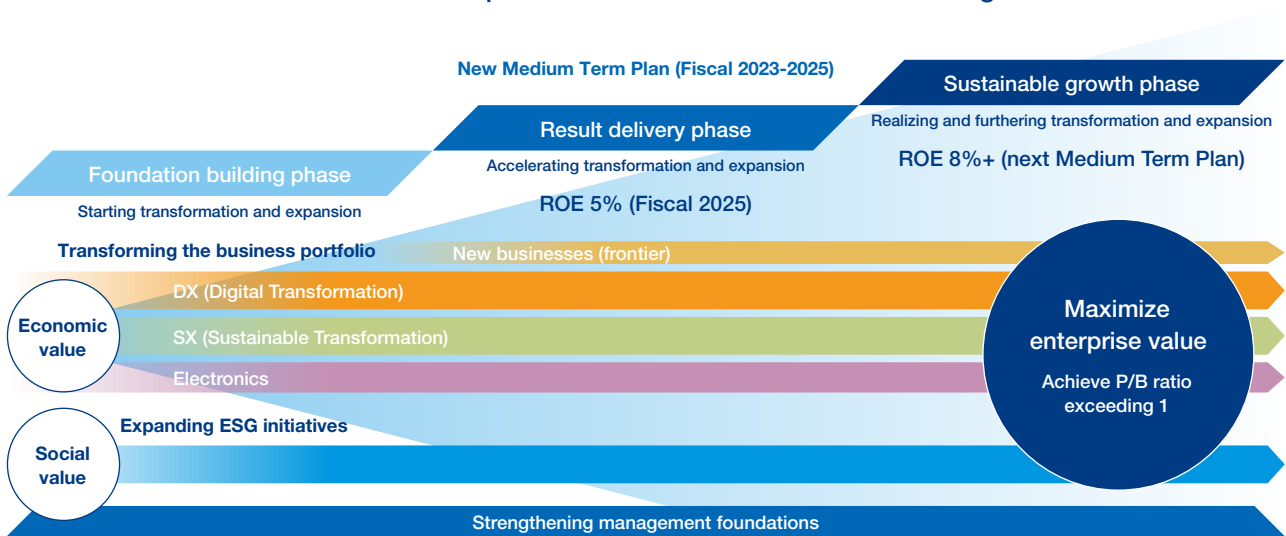 New Medium Term Plan (Fiscal 2023-2025)
Sustainable growth phase
Realizing and furthering transformation and expansion
ROE 8%+ (next Medium Term Plan)
Result delivery phase
Accelerating transformation and expansion
ROE 5% (Fiscal 2025)
Foundation building phase
Starting transformation and expansion
Transforming the business portfolio
New businesses (frontier)
DX (Digital Transformation)
Economic
value
SX (Sustainable Transformation)
Electronics
Maximize
enterprise value
Achieve P/B ratio
exceeding 1
Expanding ESG initiatives
Social
value
Strengthening management foundations